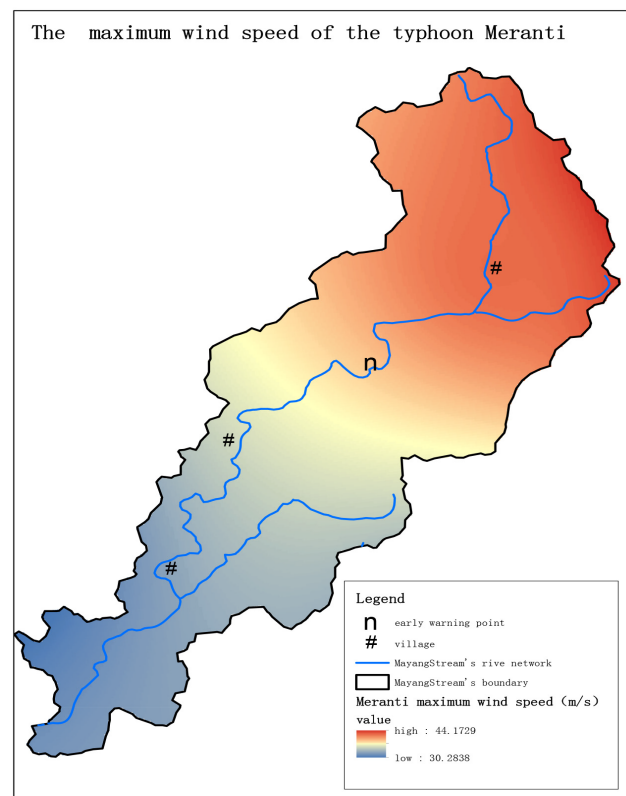 The maximum wind speed of the typhoon Meranti
#
n
#
#
Legend
n early warning point
# village
MayangStream's rive network
MayangStream's boundary
Meranti maximum wind speed (m/s)
value
high : 44.1729
low : 30.2838